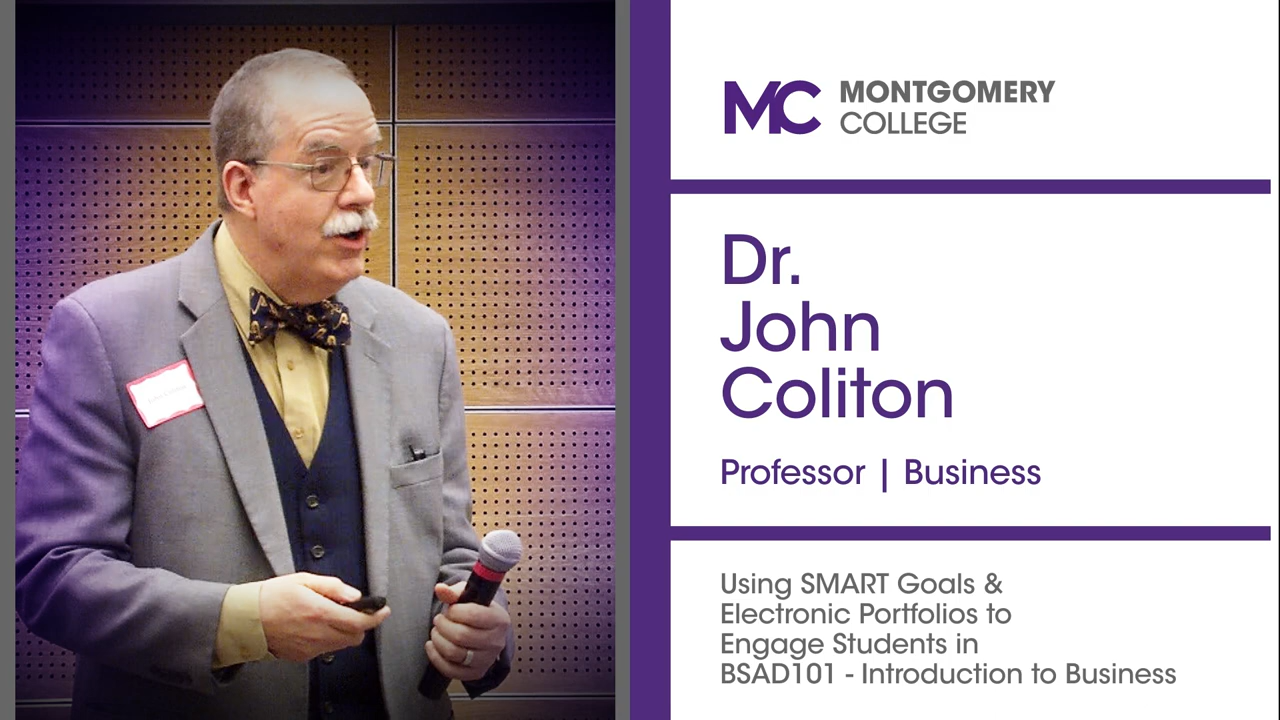 MC MONTGOMERY
COLLEGE
Dr.
John
Coliton
Professor | Business
Using SMART Goals &
Electronic Portfolios to
Engage Students in
BSAD101 - Introduction to Business